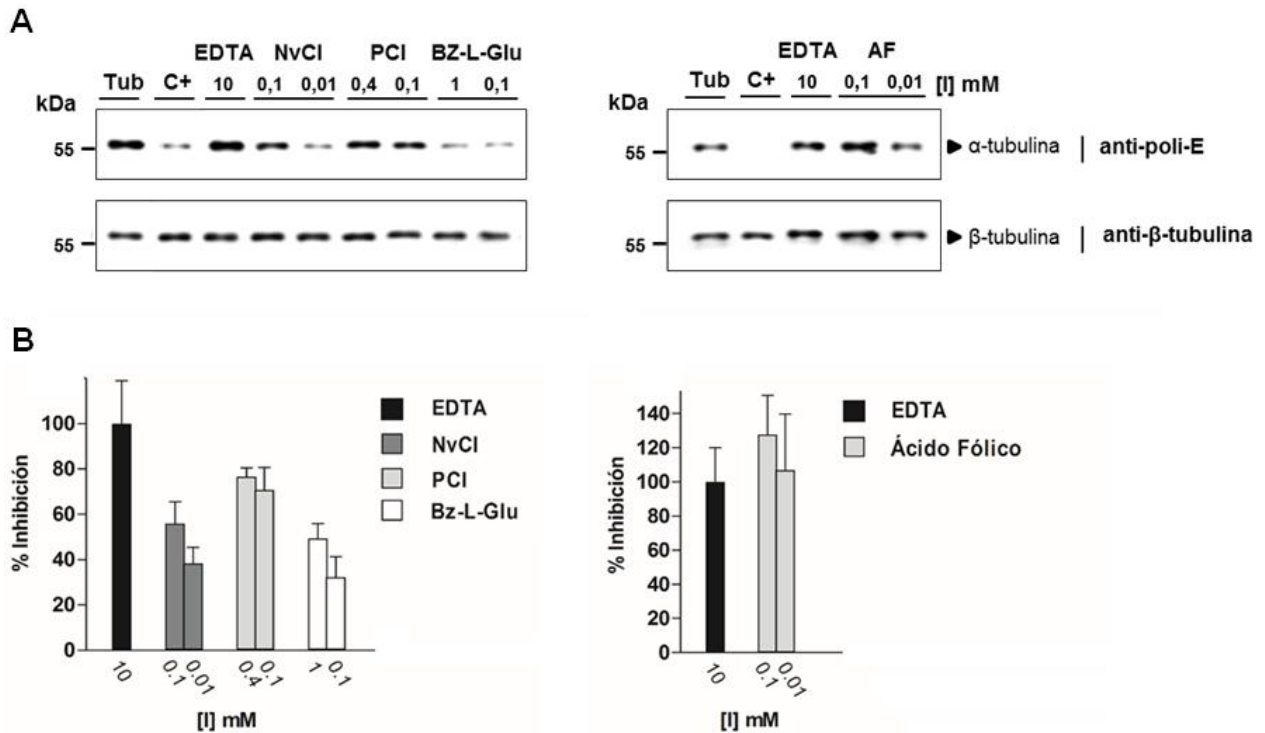 A
EDTA NvCI PCI BZ-L-Glu
Tub C+ 10 0,1 0,01 0,4 0,1 1 0,1
kDa
55
55
EDTA AF
Tub C+ 10 0,1 0,01 [I] mM
kDa
55 α-tubulina anti-poli-E
55 β-tubulina anti-β-tubulina
B
% Inhibición
100
80
60
40
20
0
10 0.1 0.01 0.4 0.1 1 0.1
[I] mM
EDTA
NvCI
PCI
Bz-L-Glu
% Inhibición
140
120
100
80
60
40
20
0
10 0.1 0.01
[I] mM
EDTA
Ácido Fólico